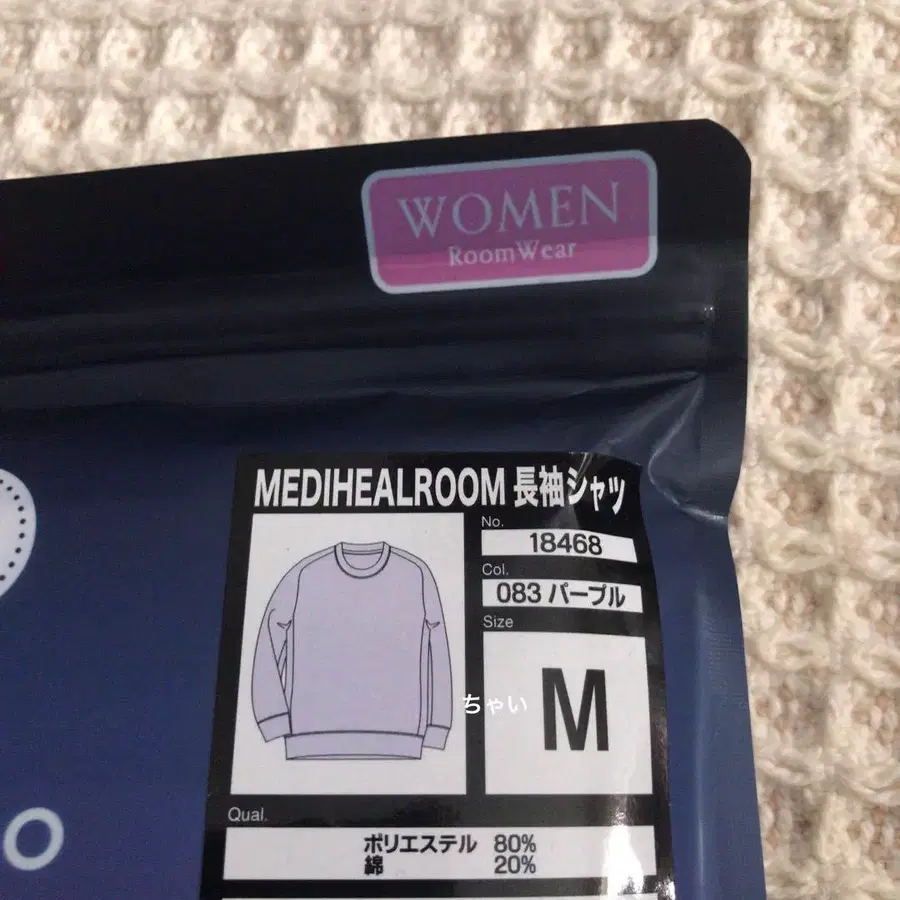 WOMEN
RoomWear
MEDIHEALROOM 長袖シャツ
No.
18468
Col.
083 パープル
Size
M
ちゃい
Qual.
ポリエステル 80%
綿 20%
O